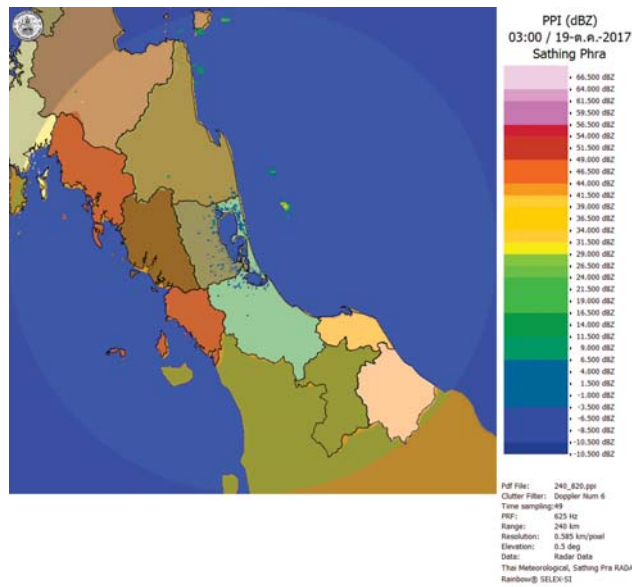 PPI (dBZ)
03:00 / 19-ต.ค.-2017
Sathing Phra
66.500 dBZ
64.000 dBZ
61.500 dBZ
59.500 dBZ
56.500 dBZ
54.000 dBZ
51.500 dBZ
49.000 dBZ
46.500 dBZ
44.000 dBZ
41.500 dBZ
39.000 dBZ
36.500 dBZ
34.000 dBZ
31.500 dBZ
29.000 dBZ
26.500 dBZ
24.000 dBZ
21.500 dBZ
19.000 dBZ
16.500 dBZ
14.000 dBZ
11.500 dBZ
9.000 dBZ
6.500 dBZ
4.000 dBZ
1.500 dBZ
-1.000 dBZ
-3.500 dBZ
-6.500 dBZ
-8.500 dBZ
-10.500 dBZ
-10.500 dBZ
Pdf File: 240_820.ppi
Clutter Filter: Doppler Num 6
Time sampling:49
PRF: 625 Hz
Range: 240 km
Resolution: 0.585 km/pixel
Elevation: 0.5 deg
Data: Radar Data
Thai Meteorological, Sathing Pra RADA
Rainbow® SELEX-SI